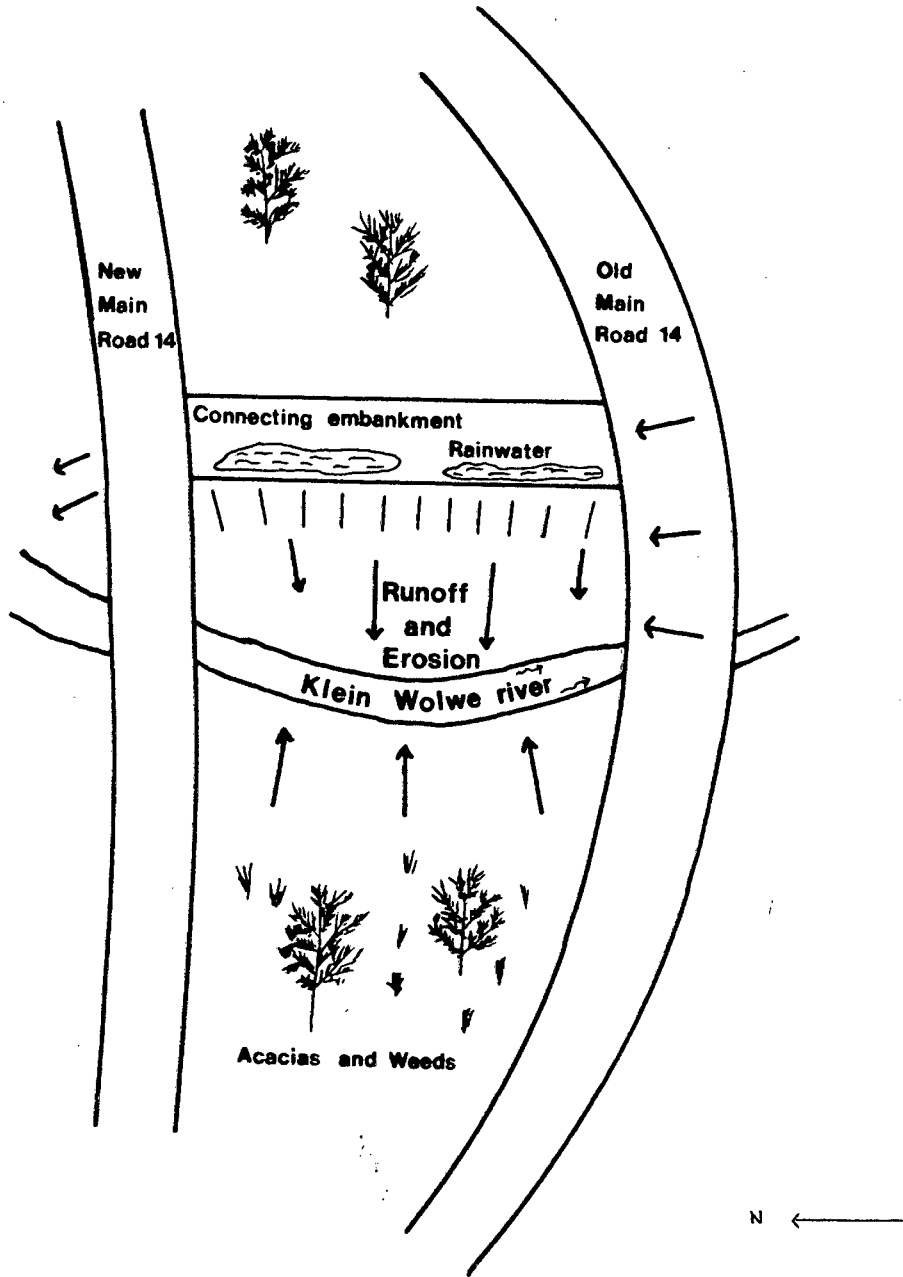 New
Main
Road 14
Old
Main
Road 14
Connecting embankment
Rainwater
Runoff
and
Erosion
Klein Wolwe river
Acacias and Weeds
N